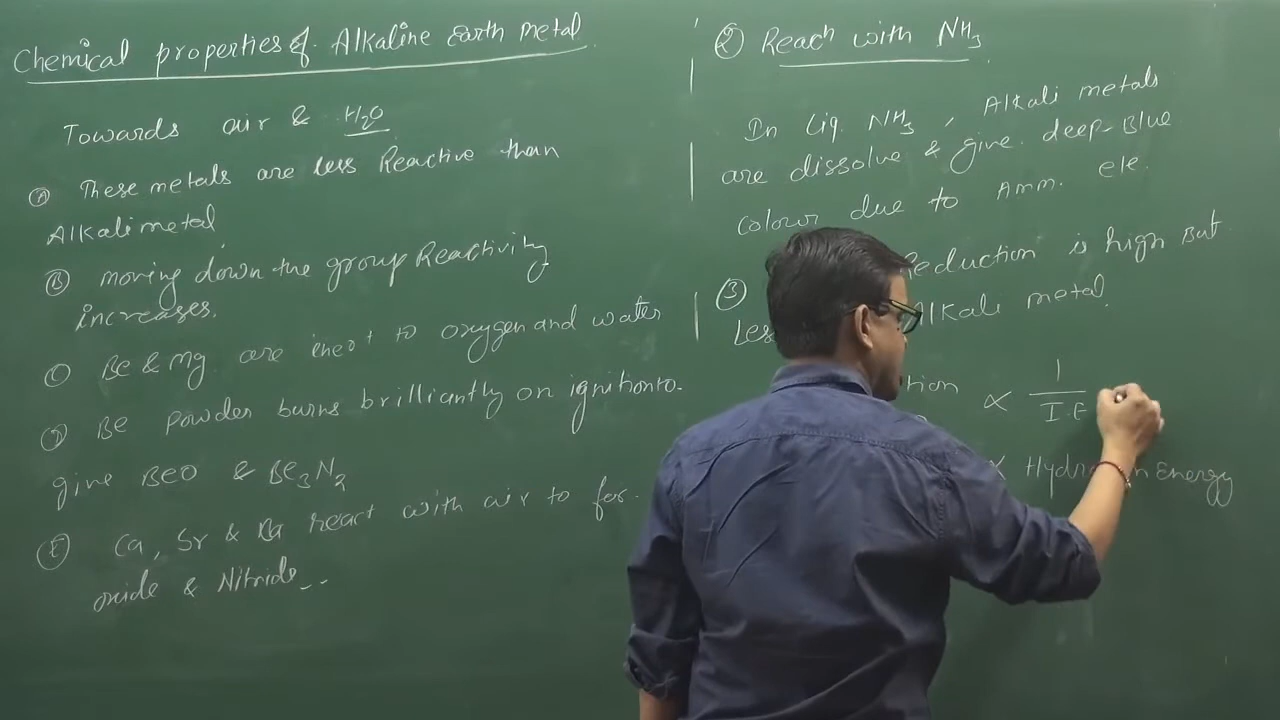 Chemical properties of Alkaline Earth metal
Towards air & H2O
(A) These metals are less Reactive than
Alkali metal
(B) moving down the group Reactivity
increases.
(C) Be & Mg are inert to oxygen and water
(D) Be powder burns brilliantly on ignition to.
give BeO & Be3N2
(E) Ca, Sr & Ba react with air to for.
oxide & Nitride..
(2) Reach with NH3
In Liq. NH3, Alkali metals
are dissolve & give. deep-Blue
colour due to Amm. ele.
(3) Reduction is high But
Less Alkali metal.
tion ∝ 1
I.E
∝ Hydra n Energy